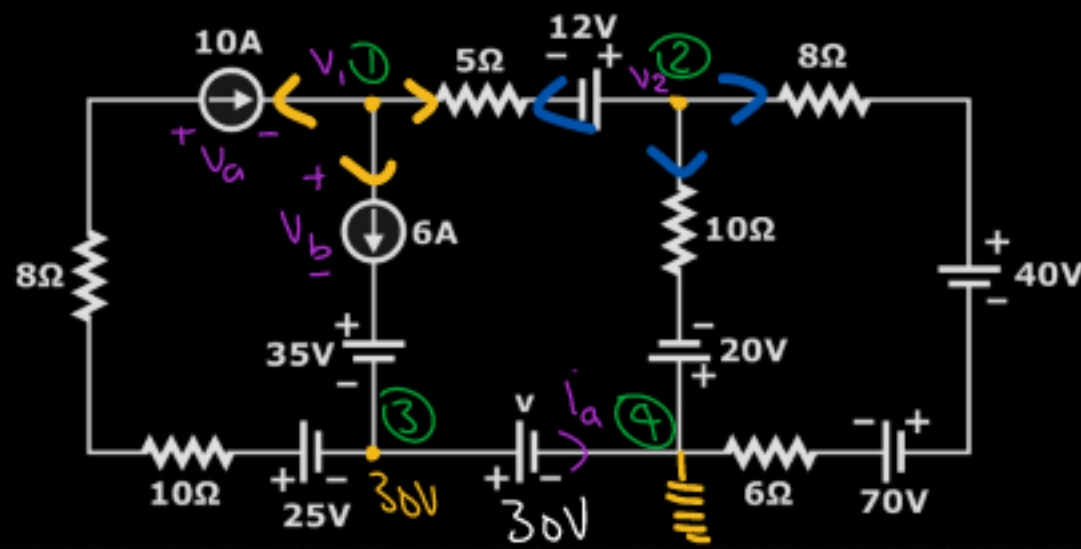 12V
10A
V₁ ①
5Ω
- +
V₂ ②
8Ω
+ Va -
+
Vb
-
6A
10Ω
8Ω
+
40V
-
+
35V
-
-
20V
+
③
v
ia
④
- +
10Ω
+ -
25V
30V
+ -
30V
6Ω
70V